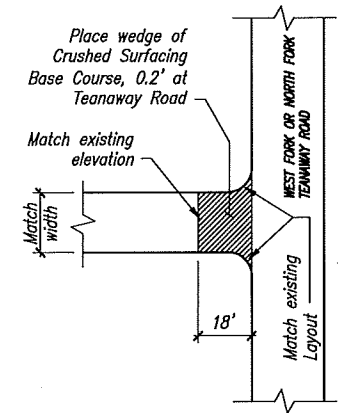 Place wedge of
Crushed Surfacing
Base Course, 0.2' at
Teanaway Road
Match existing
elevation
Match
width
18'
WEST FORK OR NORTH FORK
TEANAWAY ROAD
Match existing
Layout